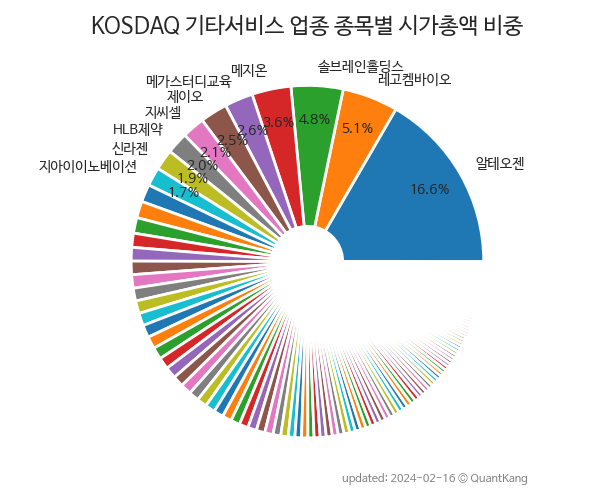 KOSDAQ 기타서비스 업종 종목별 시가총액 비중
알테오젠
16.6%
레고켐바이오
5.1%
솔브레인홀딩스
4.8%
메지온
3.6%
메가스터디교육
2.6%
제이오
2.5%
지씨셀
2.1%
HLB제약
2.0%
신라젠
1.9%
지아이이노베이션
1.7%
updated: 2024-02-16 © QuantKang